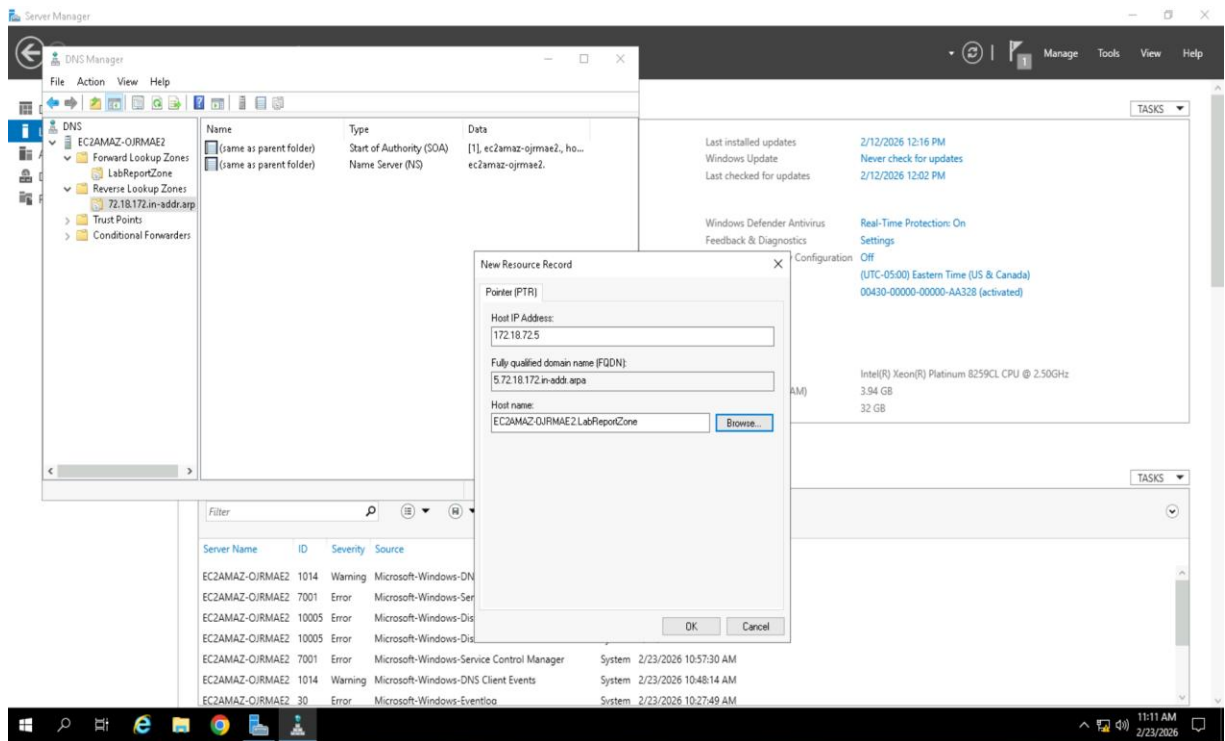 Server Manager
Manage Tools View Help
DNS Manager
File Action View Help
TASKS
DNS
EC2AMAZ-OJRMAE2
Forward Lookup Zones
LabReportZone
Reverse Lookup Zones
72.18.172.in-addr.arp
Trust Points
Conditional Forwarders
Name Type Data
(same as parent folder) Start of Authority (SOA) [1], ec2amaz-ojrmae2., ho...
(same as parent folder) Name Server (NS) ec2amaz-ojrmae2.
Last installed updates 2/12/2026 12:16 PM
Windows Update Never check for updates
Last checked for updates 2/12/2026 12:02 PM
Windows Defender Antivirus Real-Time Protection: On
Feedback & Diagnostics Settings
Configuration Off
(UTC-05:00) Eastern Time (US & Canada)
00430-00000-00000-AA328 (activated)
Intel(R) Xeon(R) Platinum 8259CL CPU @ 2.50GHz
AM) 3.94 GB
32 GB
New Resource Record
Pointer (PTR)
Host IP Address:
172.18.72.5
Fully qualified domain name (FQDN):
5.72.18.172.in-addr.arpa
Host name:
EC2AMAZ-OJRMAE2.LabReportZone Browse...
OK Cancel
TASKS
Filter
Server Name ID Severity Source
EC2AMAZ-OJRMAE2 1014 Warning Microsoft-Windows-DN
EC2AMAZ-OJRMAE2 7001 Error Microsoft-Windows-Ser
EC2AMAZ-OJRMAE2 10005 Error Microsoft-Windows-Dis
EC2AMAZ-OJRMAE2 10005 Error Microsoft-Windows-Dis
EC2AMAZ-OJRMAE2 7001 Error Microsoft-Windows-Service Control Manager System 2/23/2026 10:57:30 AM
EC2AMAZ-OJRMAE2 1014 Warning Microsoft-Windows-DNS Client Events System 2/23/2026 10:48:14 AM
EC2AMAZ-OJRMAE2 30 Error Microsoft-Windows-Eventlog System 2/23/2026 10:27:49 AM
11:11 AM
2/23/2026